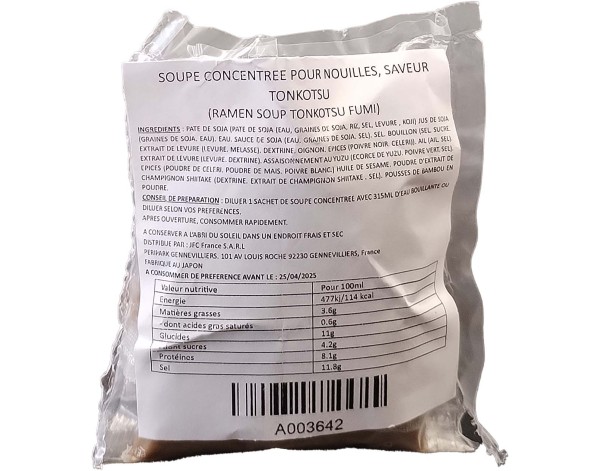 SOUPE CONCENTREE POUR NOUILLES, SAVEUR
TONKOTSU
(RAMEN SOUP TONKOTSU FUMI)
INGREDIENTS : PATE DE SOJA (PATE DE SOJA (EAU, GRAINES DE SOJA, RIZ, SEL, LEVURE , KOJI) JUS DE SOJA
(GRAINES DE SOJA, EAU), EAU, SAUCE DE SOJA (EAU, GRAINES DE SOJA, SEL), SEL, BOUILLON (SEL, SUCRE,
EXTRAIT DE LEVURE (LEVURE, MELASSE), DEXTRINE, OIGNON, EPICES (POIVRE NOIR, CELERI), AIL (AIL, SEL),
EXTRAIT DE LEVURE (LEVURE, DEXTRINE), ASSAISONNEMENT AU YUZU (ECORCE DE YUZU, POIVRE VERT, SEL),
EPICES (POUDRE DE CELERI, POUDRE DE MAIS, POIVRE BLANC) HUILE DE SESAME, POUDRE D'EXTRAIT DE
CHAMPIGNON SHIITAKE (DEXTRINE, EXTRAIT DE CHAMPIGNON SHIITAKE , SEL), POUSSES DE BAMBOU EN
POUDRE.
CONSEIL DE PREPARATION : DILUER 1 SACHET DE SOUPE CONCENTREE AVEC 315ML D'EAU BOUILLANTE OU
DILUER SELON VOS PREFERENCES.
APRES OUVERTURE, CONSOMMER RAPIDEMENT.
A CONSERVER A L'ABRI DU SOLEIL DANS UN ENDROIT FRAIS ET SEC
DISTRIBUE PAR : JFC France S.A.R.L
PERIPARK GENNEVILLIERS. 101 AV LOUIS ROCHE 92230 GENNEVILLIERS, France
FABRIQUE AU JAPON
A CONSOMMER DE PREFERENCE AVANT LE : 25/04/2025
Valeur nutritive Pour 100ml
Energie 477kj/114 kcal
Matières grasses 3.6g
- dont acides gras saturés 0.6g
Glucides 11g
- dont sucres 4.2g
Protéines 8.1g
Sel 11.8g
A003642